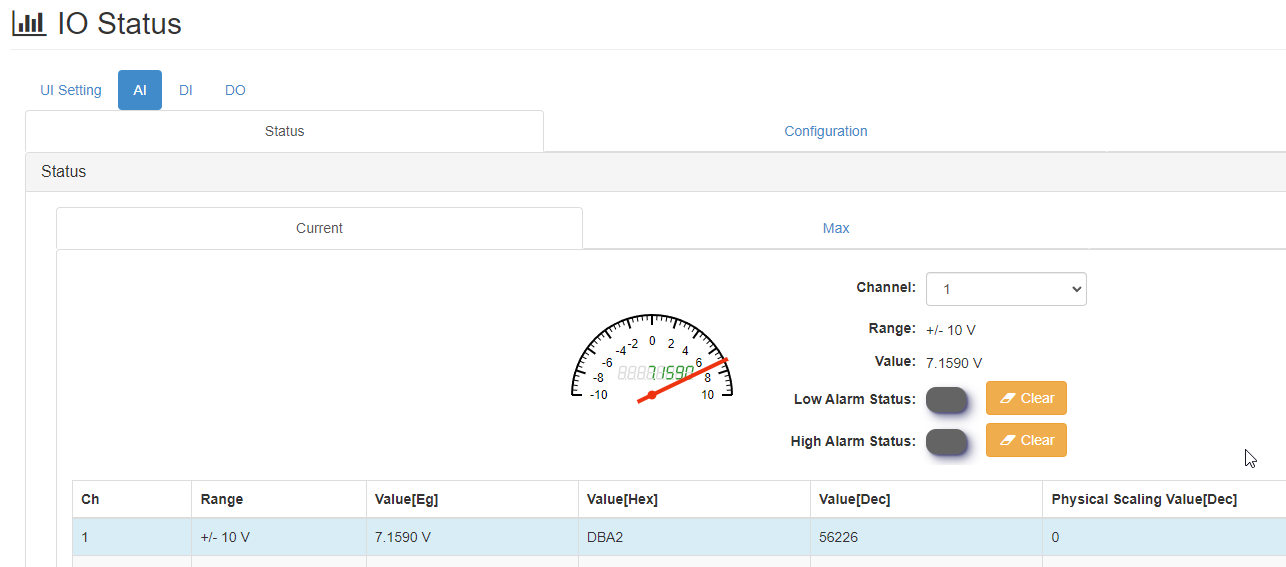 IO Status
UI Setting AI DI DO
Status Configuration
Status
Current Max
Channel: 1
Range: +/- 10 V
Value: 7.1590 V
Low Alarm Status: Clear
High Alarm Status: Clear
-10 -8 -6 -4 -2 0 2 4 6 8 10
7.1590
Ch Range Value[Eg] Value[Hex] Value[Dec] Physical Scaling Value[Dec]
1 +/- 10 V 7.1590 V DBA2 56226 0